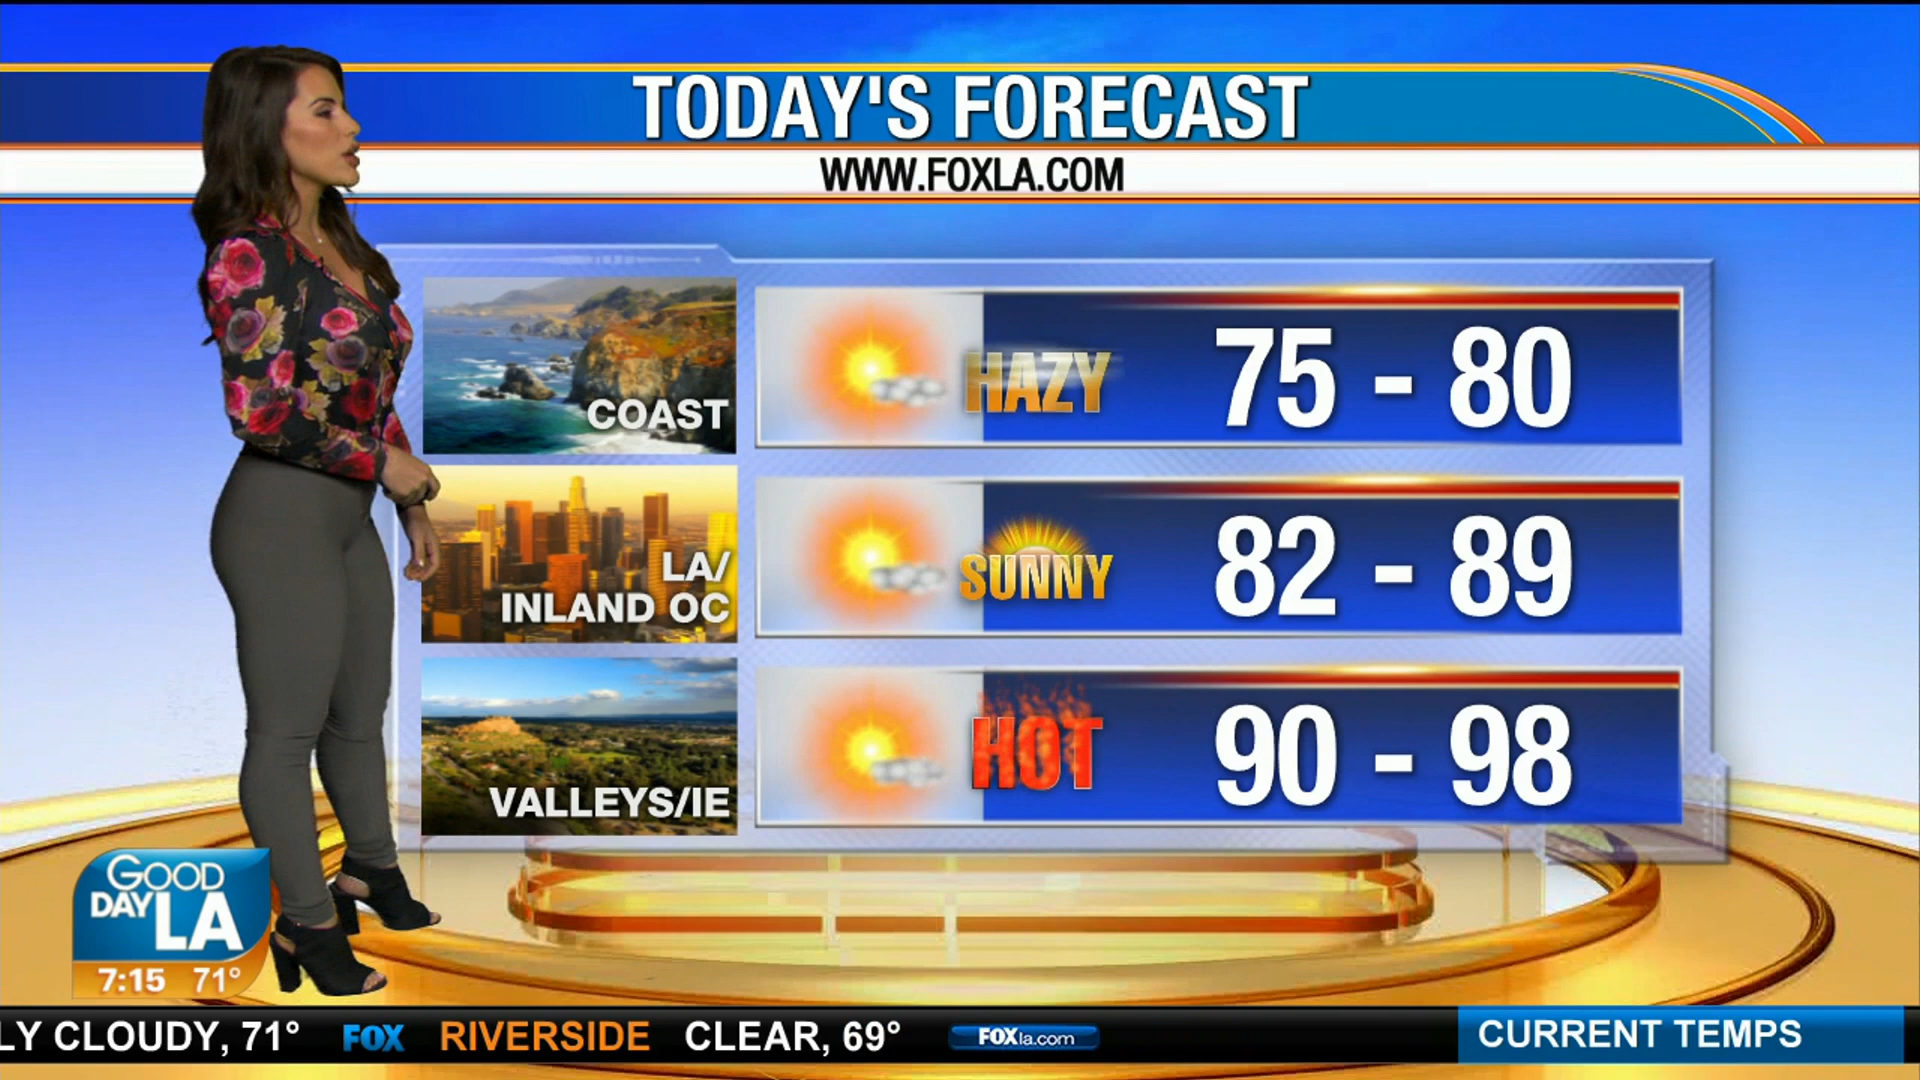 TODAY'S FORECAST
WWW.FOXLA.COM
COAST
HAZY
75 - 80
LA/
INLAND OC
SUNNY
82 - 89
VALLEYS/IE
HOT
90 - 98
GOOD
DAY LA
7:15 71°
LY CLOUDY, 71° FOX RIVERSIDE CLEAR, 69° FOXla.com CURRENT TEMPS